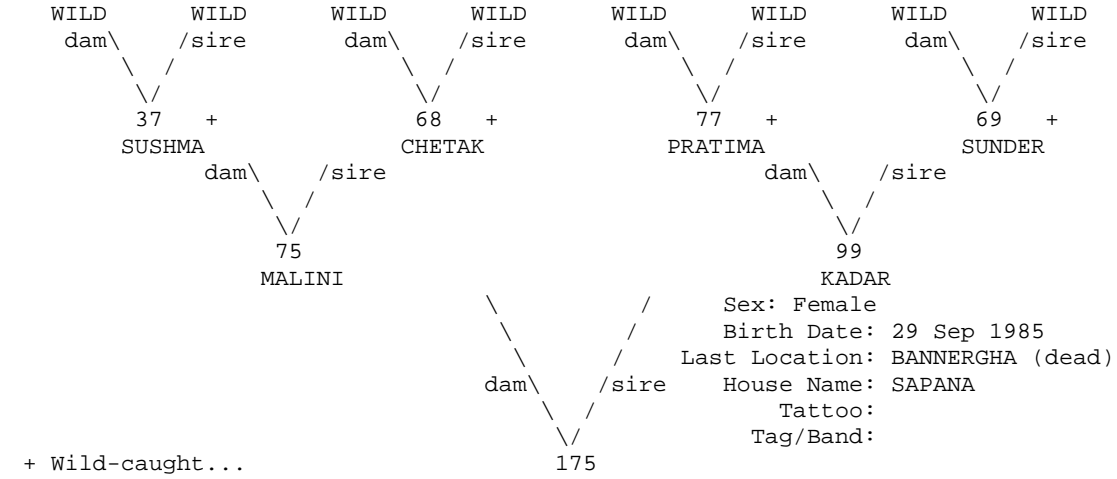 WILD WILD WILD WILD WILD WILD WILD WILD
dam\ /sire dam\ /sire dam\ /sire dam\ /sire
\ / \ / \ / \ /
\/ \/ \/ \/
37 + 68 + 77 + 69 +
SUSHMA CHETAK PRATIMA SUNDER
dam\ /sire dam\ /sire
\ / \ /
\/ \/
75 99
MALINI KADAR
\ / Sex: Female
\ / Birth Date: 29 Sep 1985
\ / Last Location: BANNERGHA (dead)
dam\ /sire House Name: SAPANA
\ / Tattoo:
\/ Tag/Band:
+ Wild-caught... 175